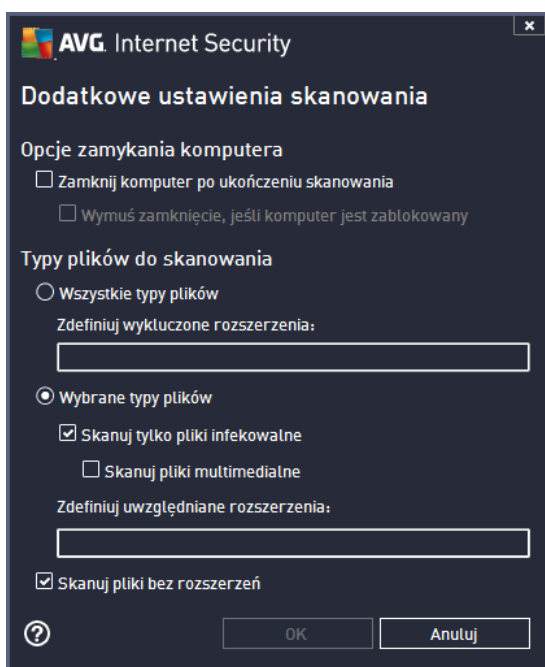 AVG. Internet Security
Dodatkowe ustawienia skanowania
Opcje zamykania komputera
Zamknij komputer po ukończeniu skanowania
Wymuś zamknięcie, jeśli komputer jest zablokowany
Typy plików do skanowania
Wszystkie typy plików
Zdefiniuj wykluczone rozszerzenia:
Wybrane typy plików
Skanuj tylko pliki infekowalne
Skanuj pliki multimedialne
Zdefiniuj uwzględniane rozszerzenia:
Skanuj pliki bez rozszerzeń
OK
Anuluj